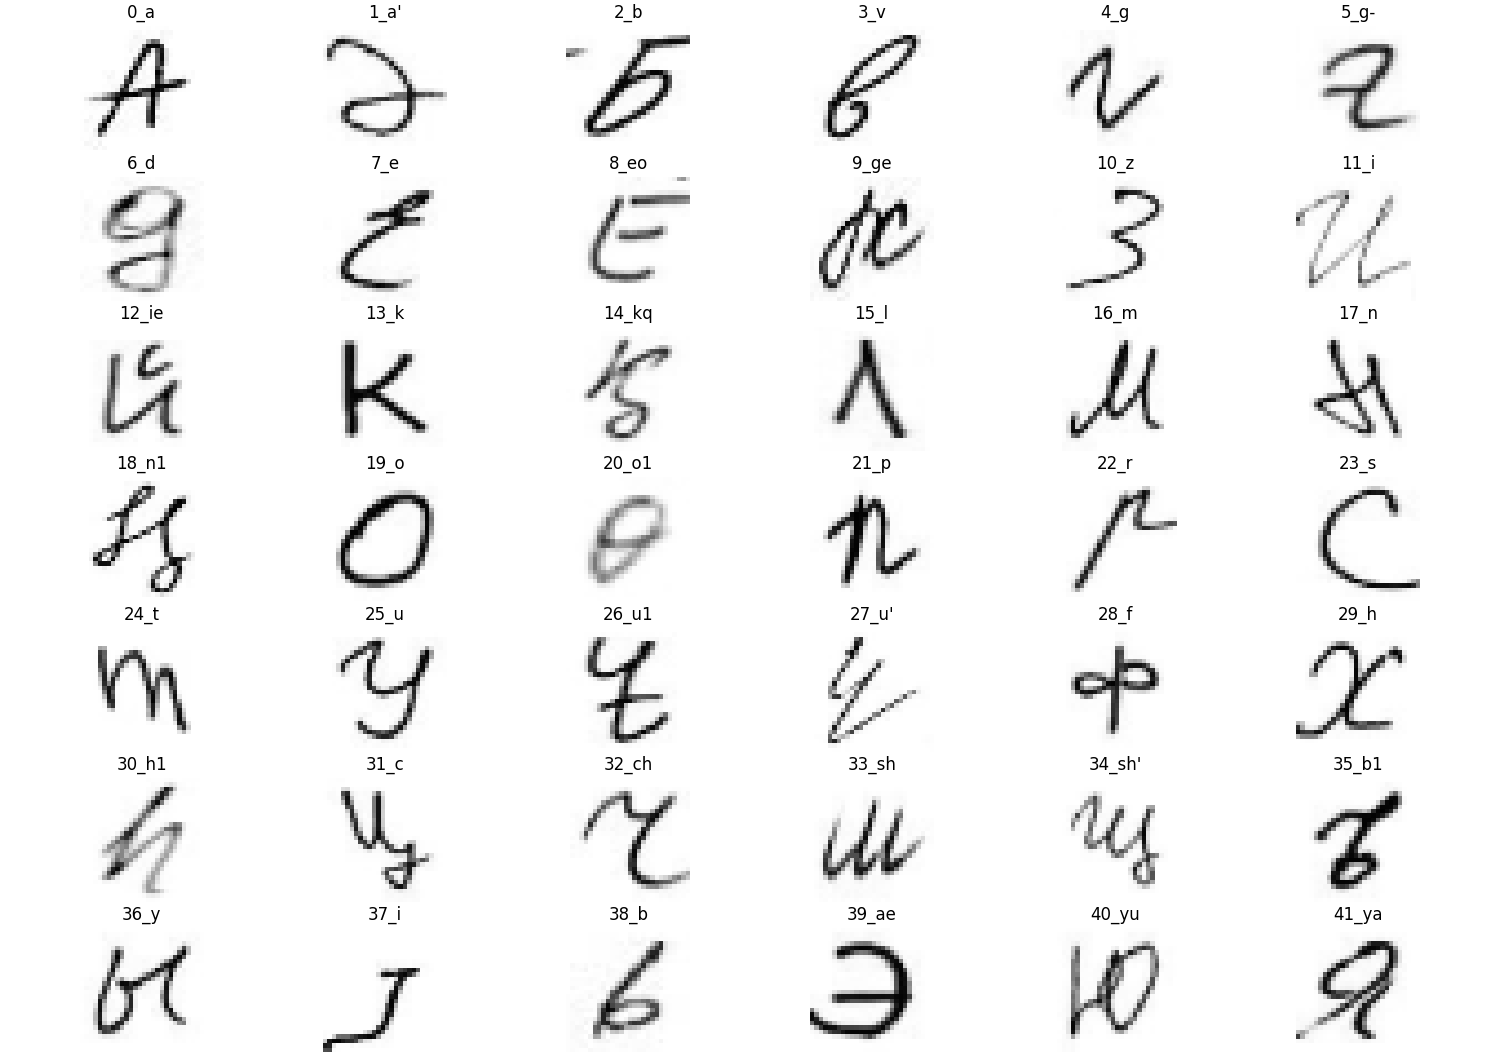 0_a 1_a' 2_b 3_v 4_g 5_g-
А Ә Б в г ғ
6_d 7_e 8_eo 9_ge 10_z 11_i
д е Ё ж З и
12_ie 13_k 14_kq 15_l 16_m 17_n
й к қ л м н
18_n1 19_o 20_o1 21_p 22_r 23_s
ң О ө п р С
24_t 25_u 26_u1 27_u' 28_f 29_h
т у ұ ү ф х
30_h1 31_c 32_ch 33_sh 34_sh' 35_b1
һ ц ч ш щ ъ
36_y 37_i 38_b 39_ae 40_yu 41_ya
ы І ь Э Ю Я